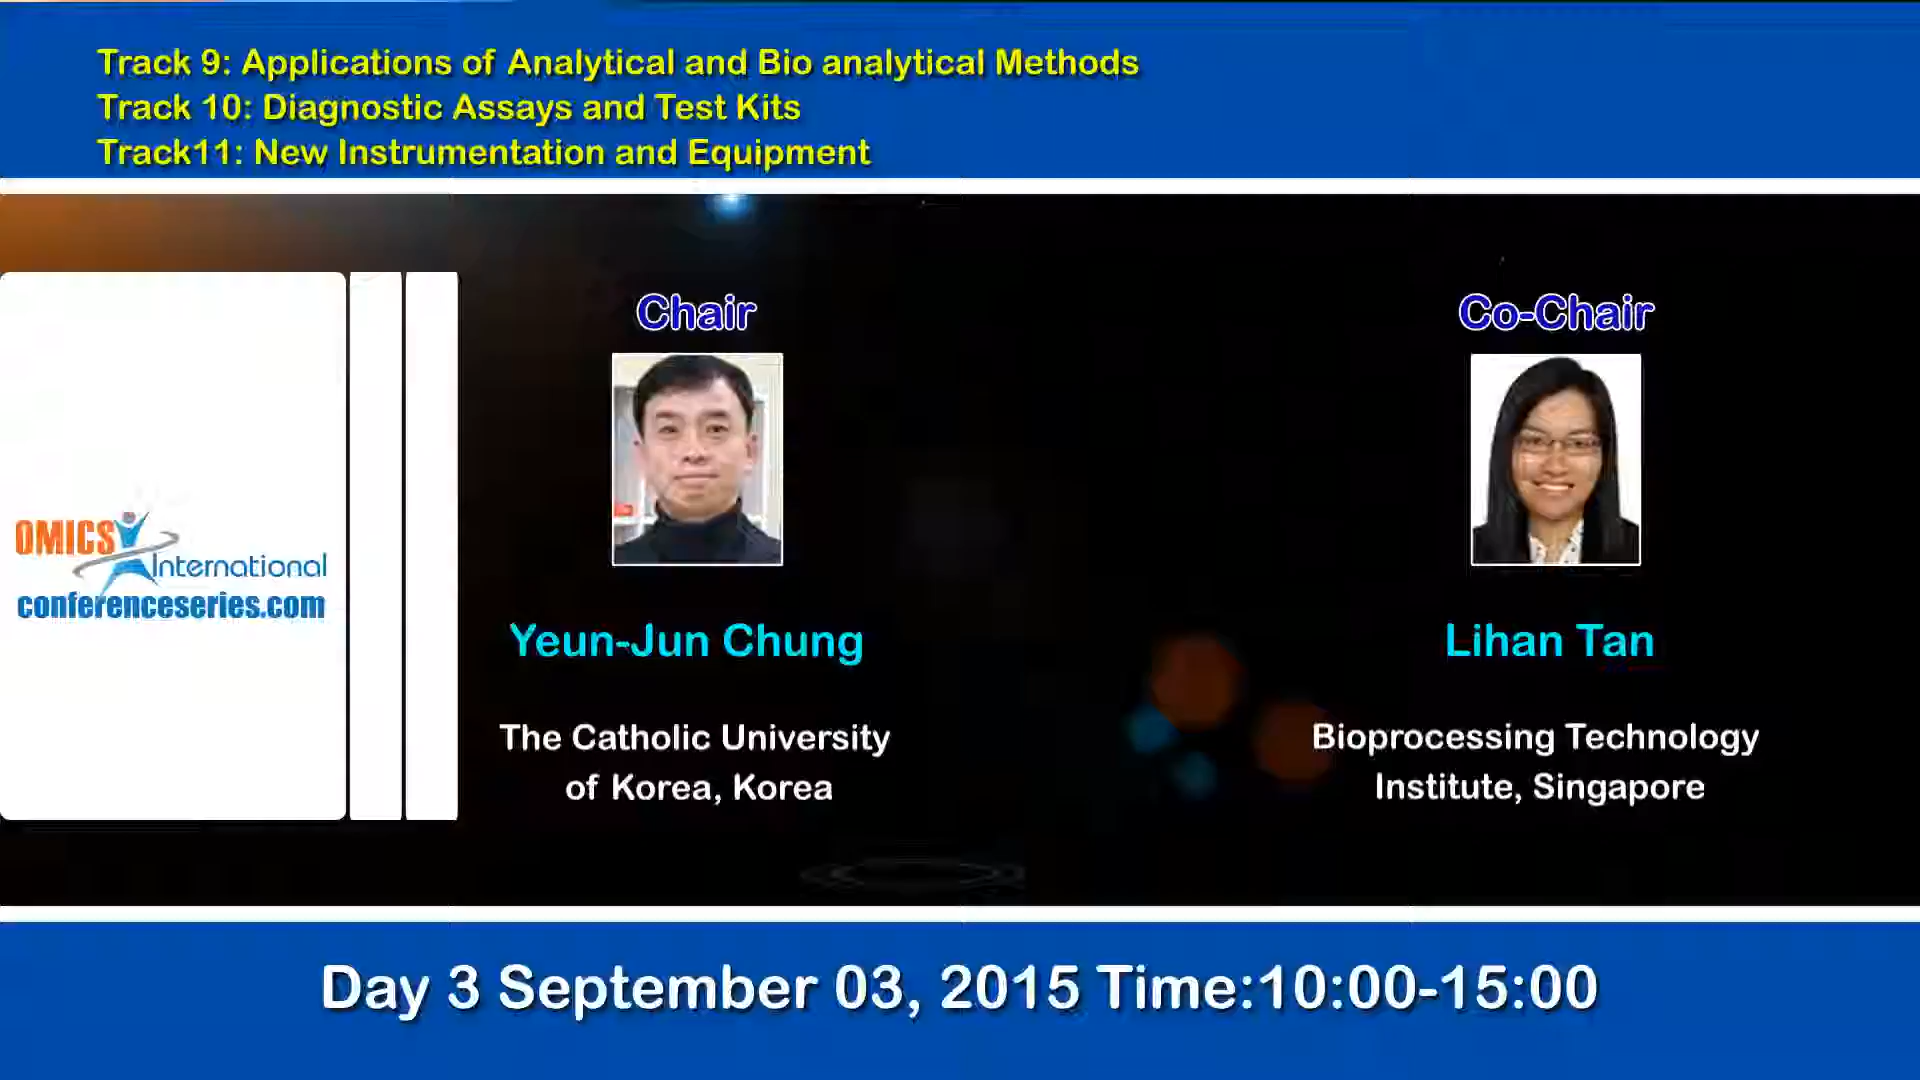 Track 9: Applications of Analytical and Bio analytical Methods
Track 10: Diagnostic Assays and Test Kits
Track11: New Instrumentation and Equipment
Chair
Co-Chair
OMICS
International
conferenceseries.com
Yeun-Jun Chung
Lihan Tan
The Catholic University
of Korea, Korea
Bioprocessing Technology
Institute, Singapore
Day 3 September 03, 2015 Time:10:00-15:00